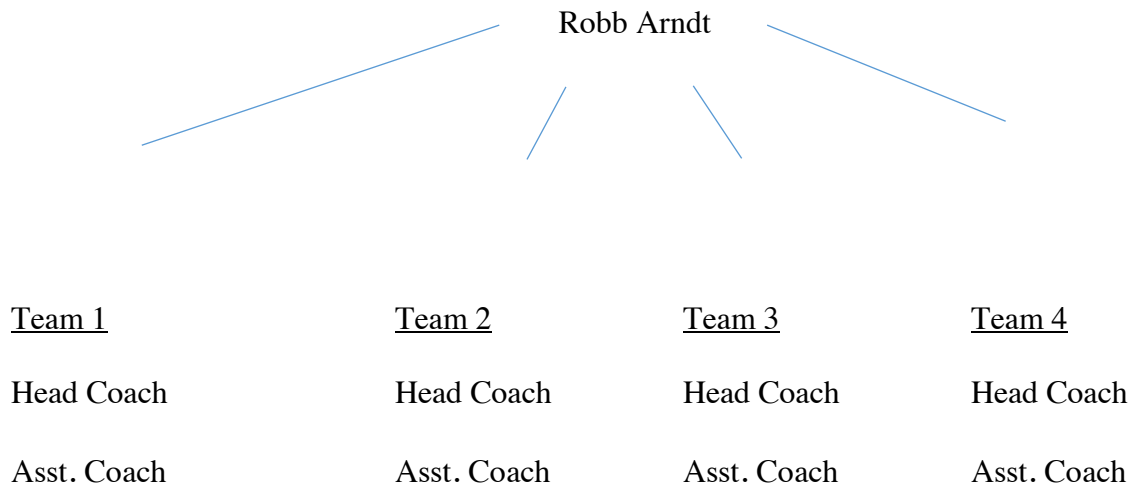 Robb Arndt
Team 1 Team 2 Team 3 Team 4
Head Coach Head Coach Head Coach Head Coach
Asst. Coach Asst. Coach Asst. Coach Asst. Coach